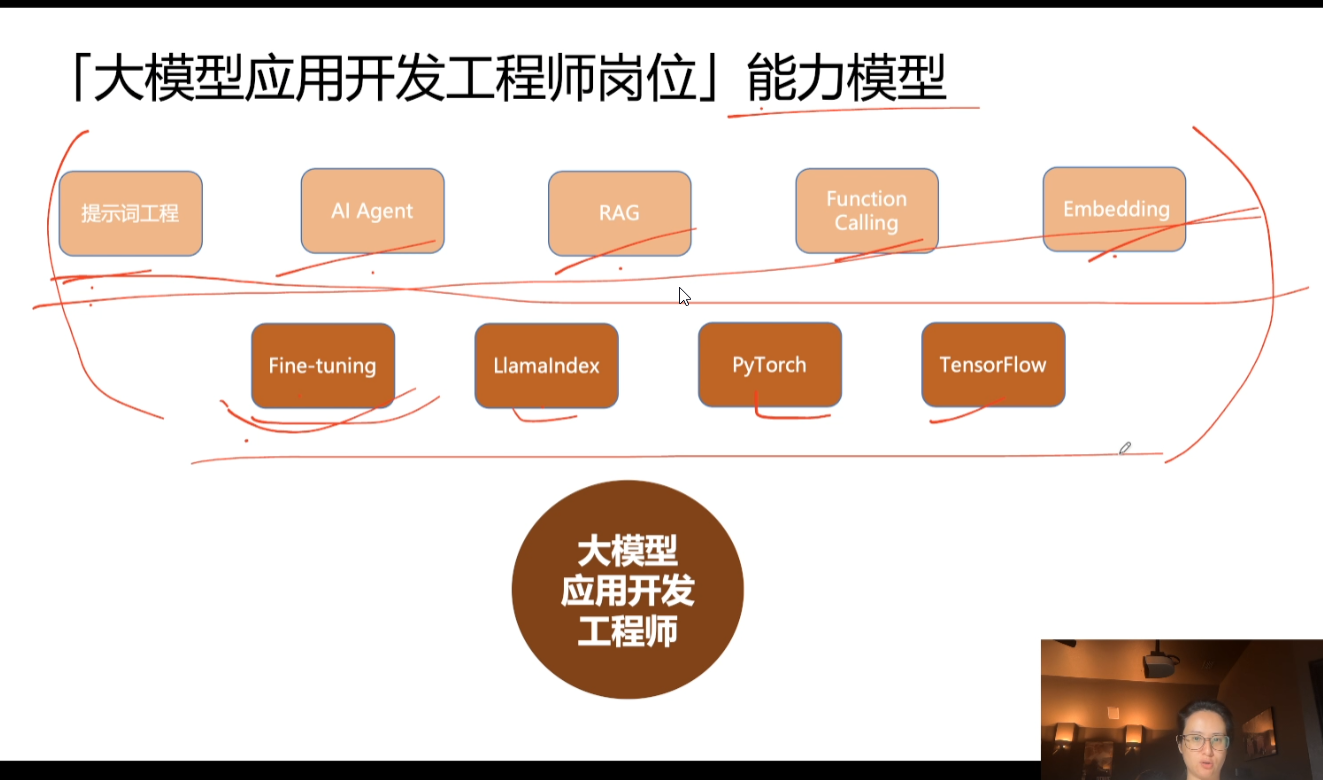 「大模型应用开发工程师岗位」能力模型
提示词工程
AI Agent
RAG
Function
Calling
Embedding
Fine-tuning
LlamaIndex
PyTorch
TensorFlow
大模型
应用开发
工程师